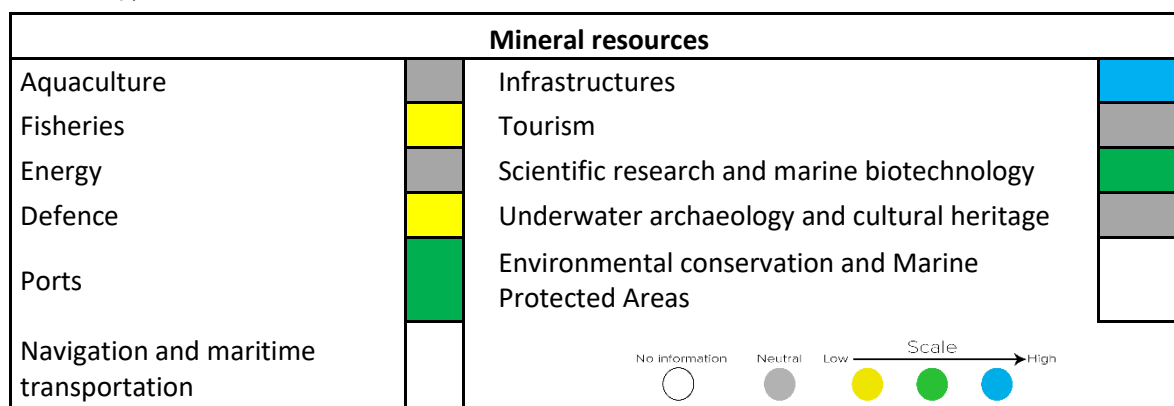 Mineral resources
Aquaculture
Infrastructures
Fisheries
Tourism
Energy
Scientific research and marine biotechnology
Defence
Underwater archaeology and cultural heritage
Ports
Environmental conservation and Marine
Protected Areas
Navigation and maritime
transportation
No information
Neutral
Low
Scale
High